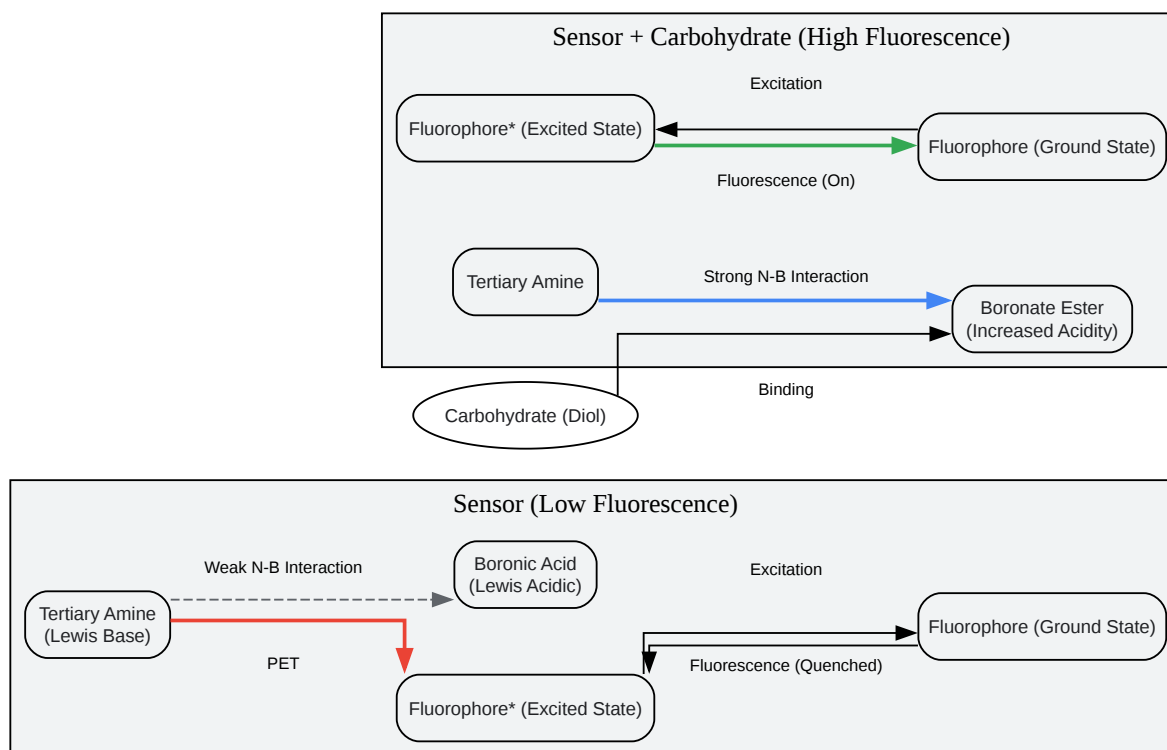 Sensor + Carbohydrate (High Fluorescence)
Excitation
Fluorophore* (Excited State)
Fluorophore (Ground State)
Fluorescence (On)
Tertiary Amine
Strong N-B Interaction
Boronate Ester
(Increased Acidity)
Binding
Carbohydrate (Diol)
Sensor (Low Fluorescence)
Weak N-B Interaction
Boronic Acid
(Lewis Acidic)
Excitation
Tertiary Amine
(Lewis Base)
Fluorophore (Ground State)
PET
Fluorescence (Quenched)
Fluorophore* (Excited State)